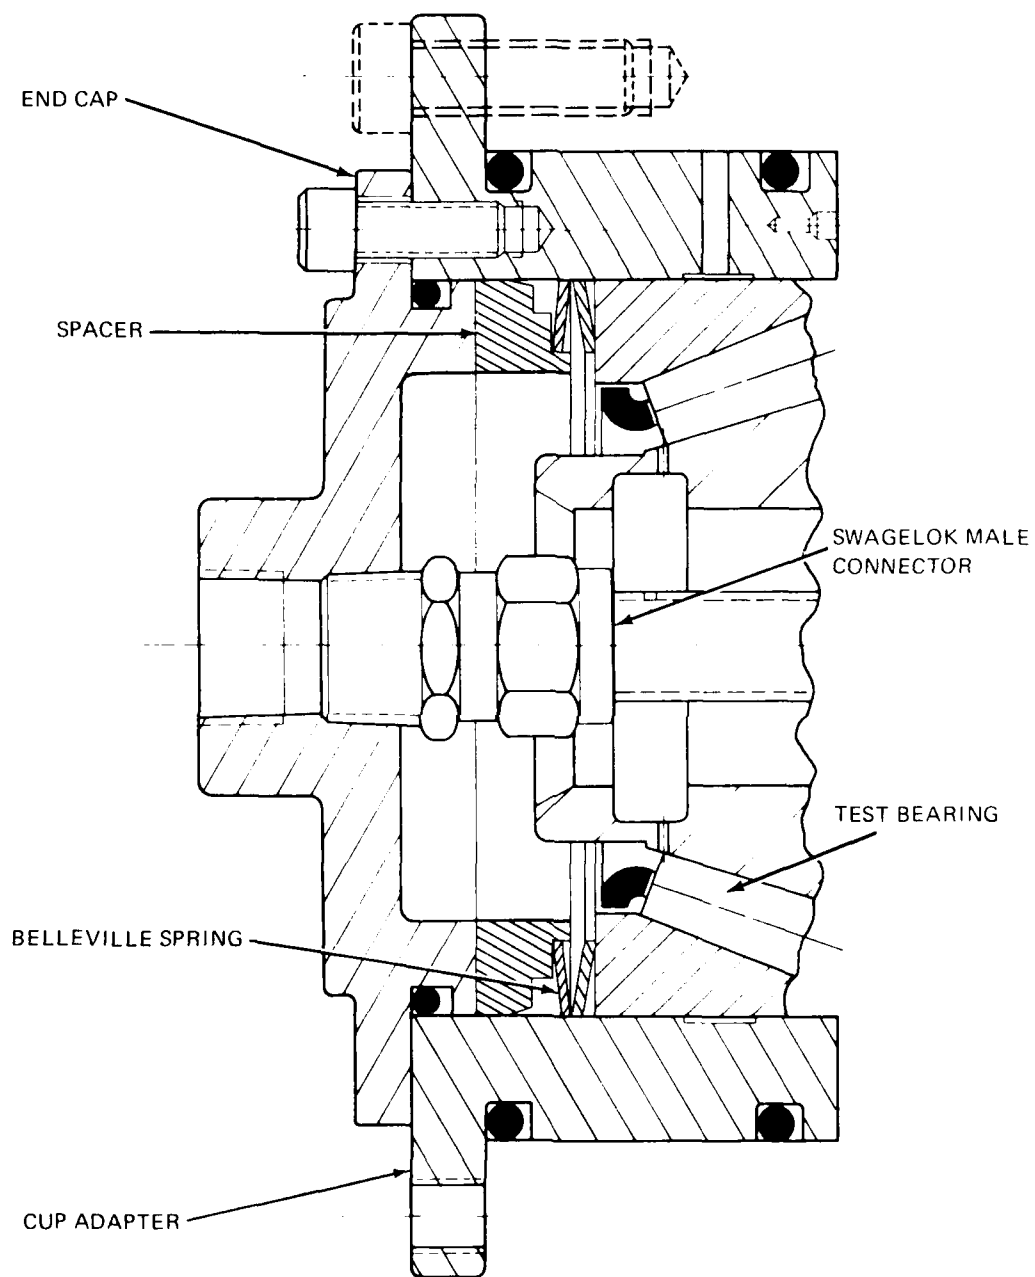 END CAP
SPACER
SWAGELOK MALE
CONNECTOR
TEST BEARING
BELLEVILLE SPRING
CUP ADAPTER